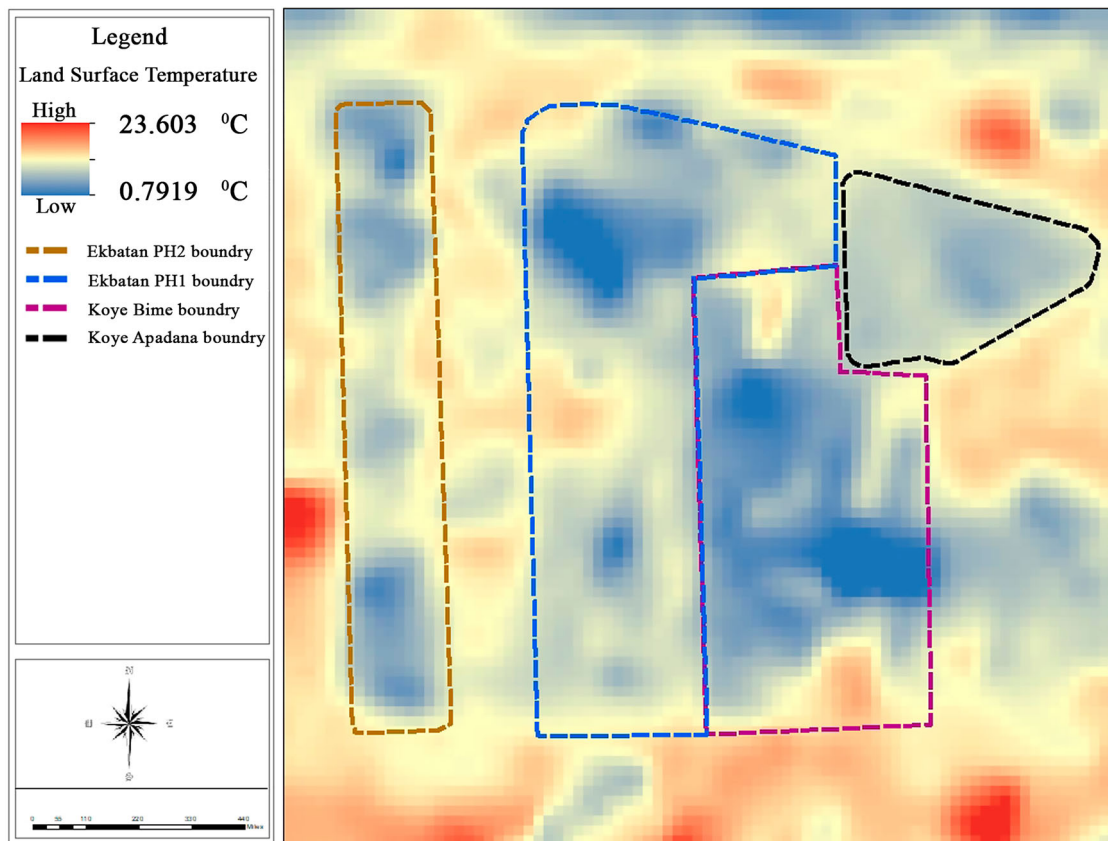 Legend
Land Surface Temperature
High
23.603 ⁰C
0.7919 ⁰C
Low
Ekbatan PH2 boundry
Ekbatan PH1 boundry
Koye Bime boundry
Koye Apadana boundry
0 55 110 220 330 440
Miles